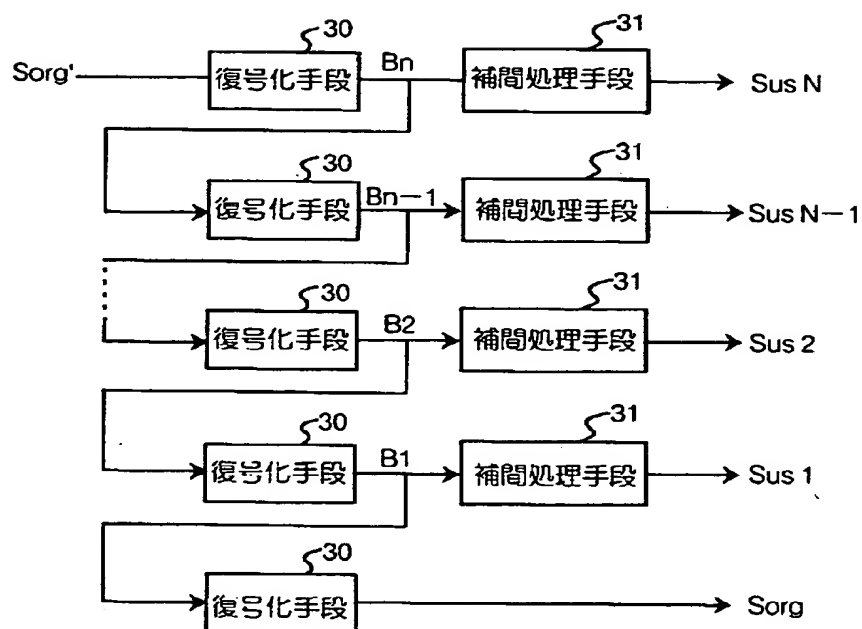 30 31
Sorg' 復号化手段 Bn 補間処理手段 Sus N
30 31
復号化手段 Bn−1 補間処理手段 Sus N−1
30 31
復号化手段 B2 補間処理手段 Sus 2
30 31
復号化手段 B1 補間処理手段 Sus 1
30
復号化手段 Sorg